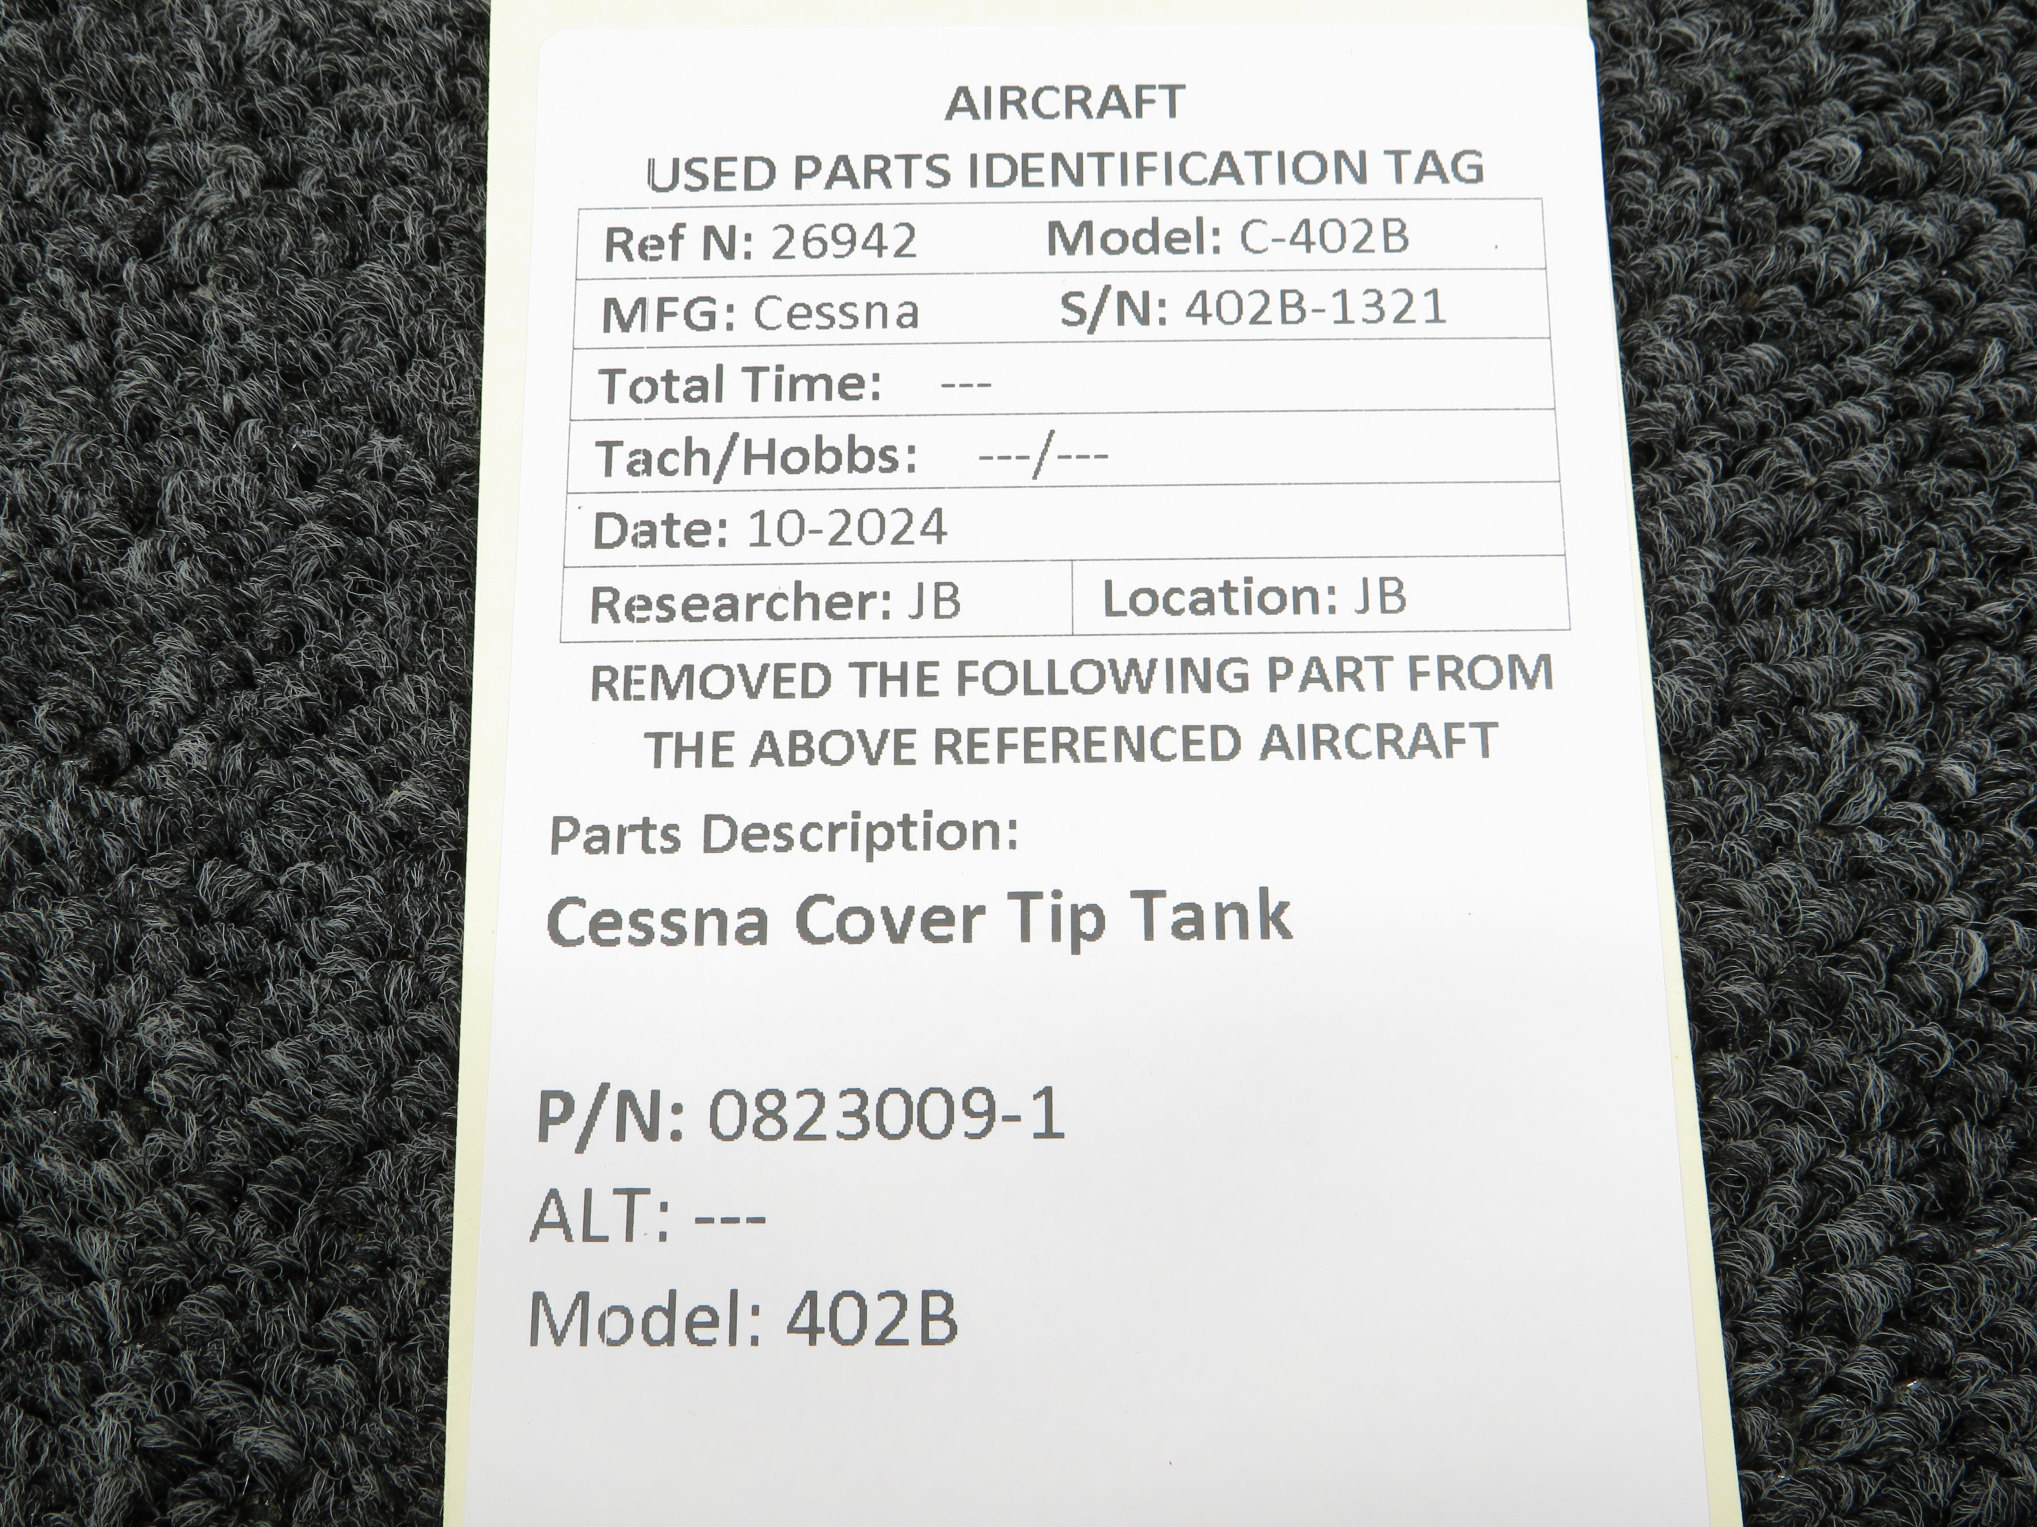 AIRCRAFT
USED PARTS IDENTIFICATION TAG
Ref N: 26942 Model: C-402B
MFG: Cessna S/N: 402B-1321
Total Time: ---
Tach/Hobbs: ---/---
Date: 10-2024
Researcher: JB Location: JB
REMOVED THE FOLLOWING PART FROM
THE ABOVE REFERENCED AIRCRAFT
Parts Description:
Cessna Cover Tip Tank
P/N: 0823009-1
ALT: ---
Model: 402B